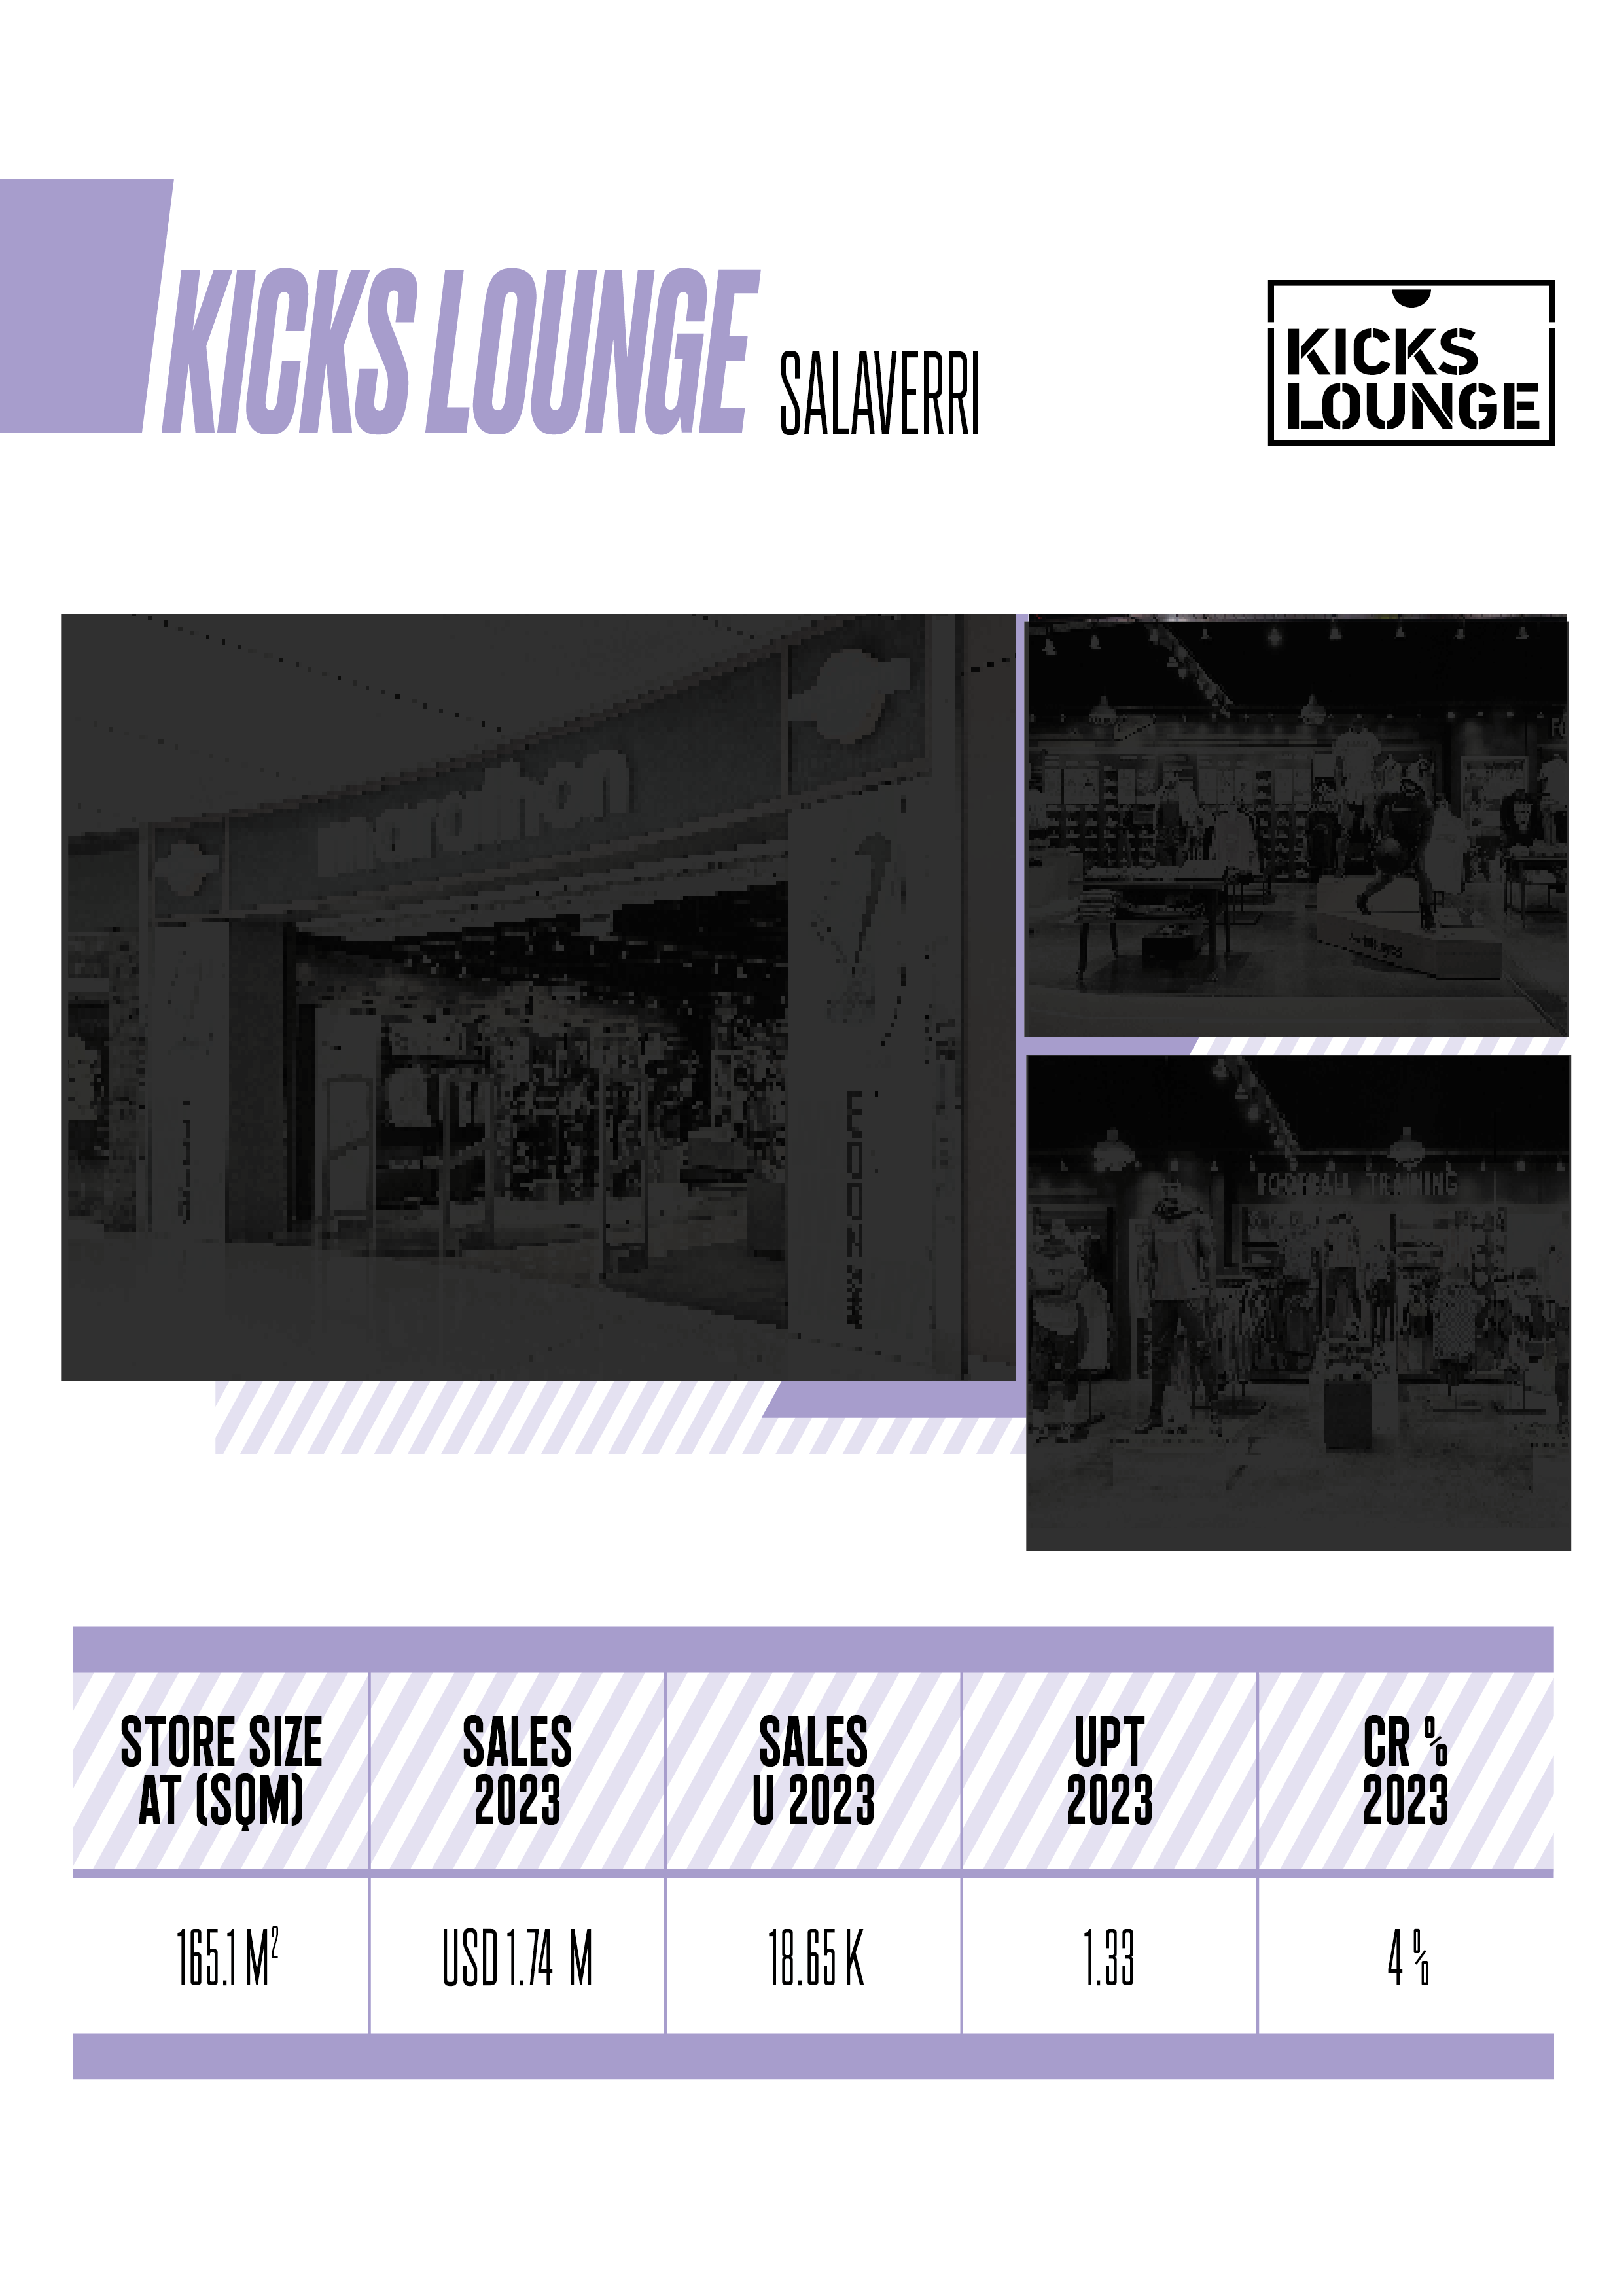 KICKS LOUNGE SALAVERRI
KICKS
LOUNGE
marathon
FOOTBALL TRAINING
STORE SIZE
AT (SQM)
SALES
2023
SALES
U 2023
UPT
2023
CR %
2023
165.1 M²
USD 1.74 M
18.65 K
1.33
4 %